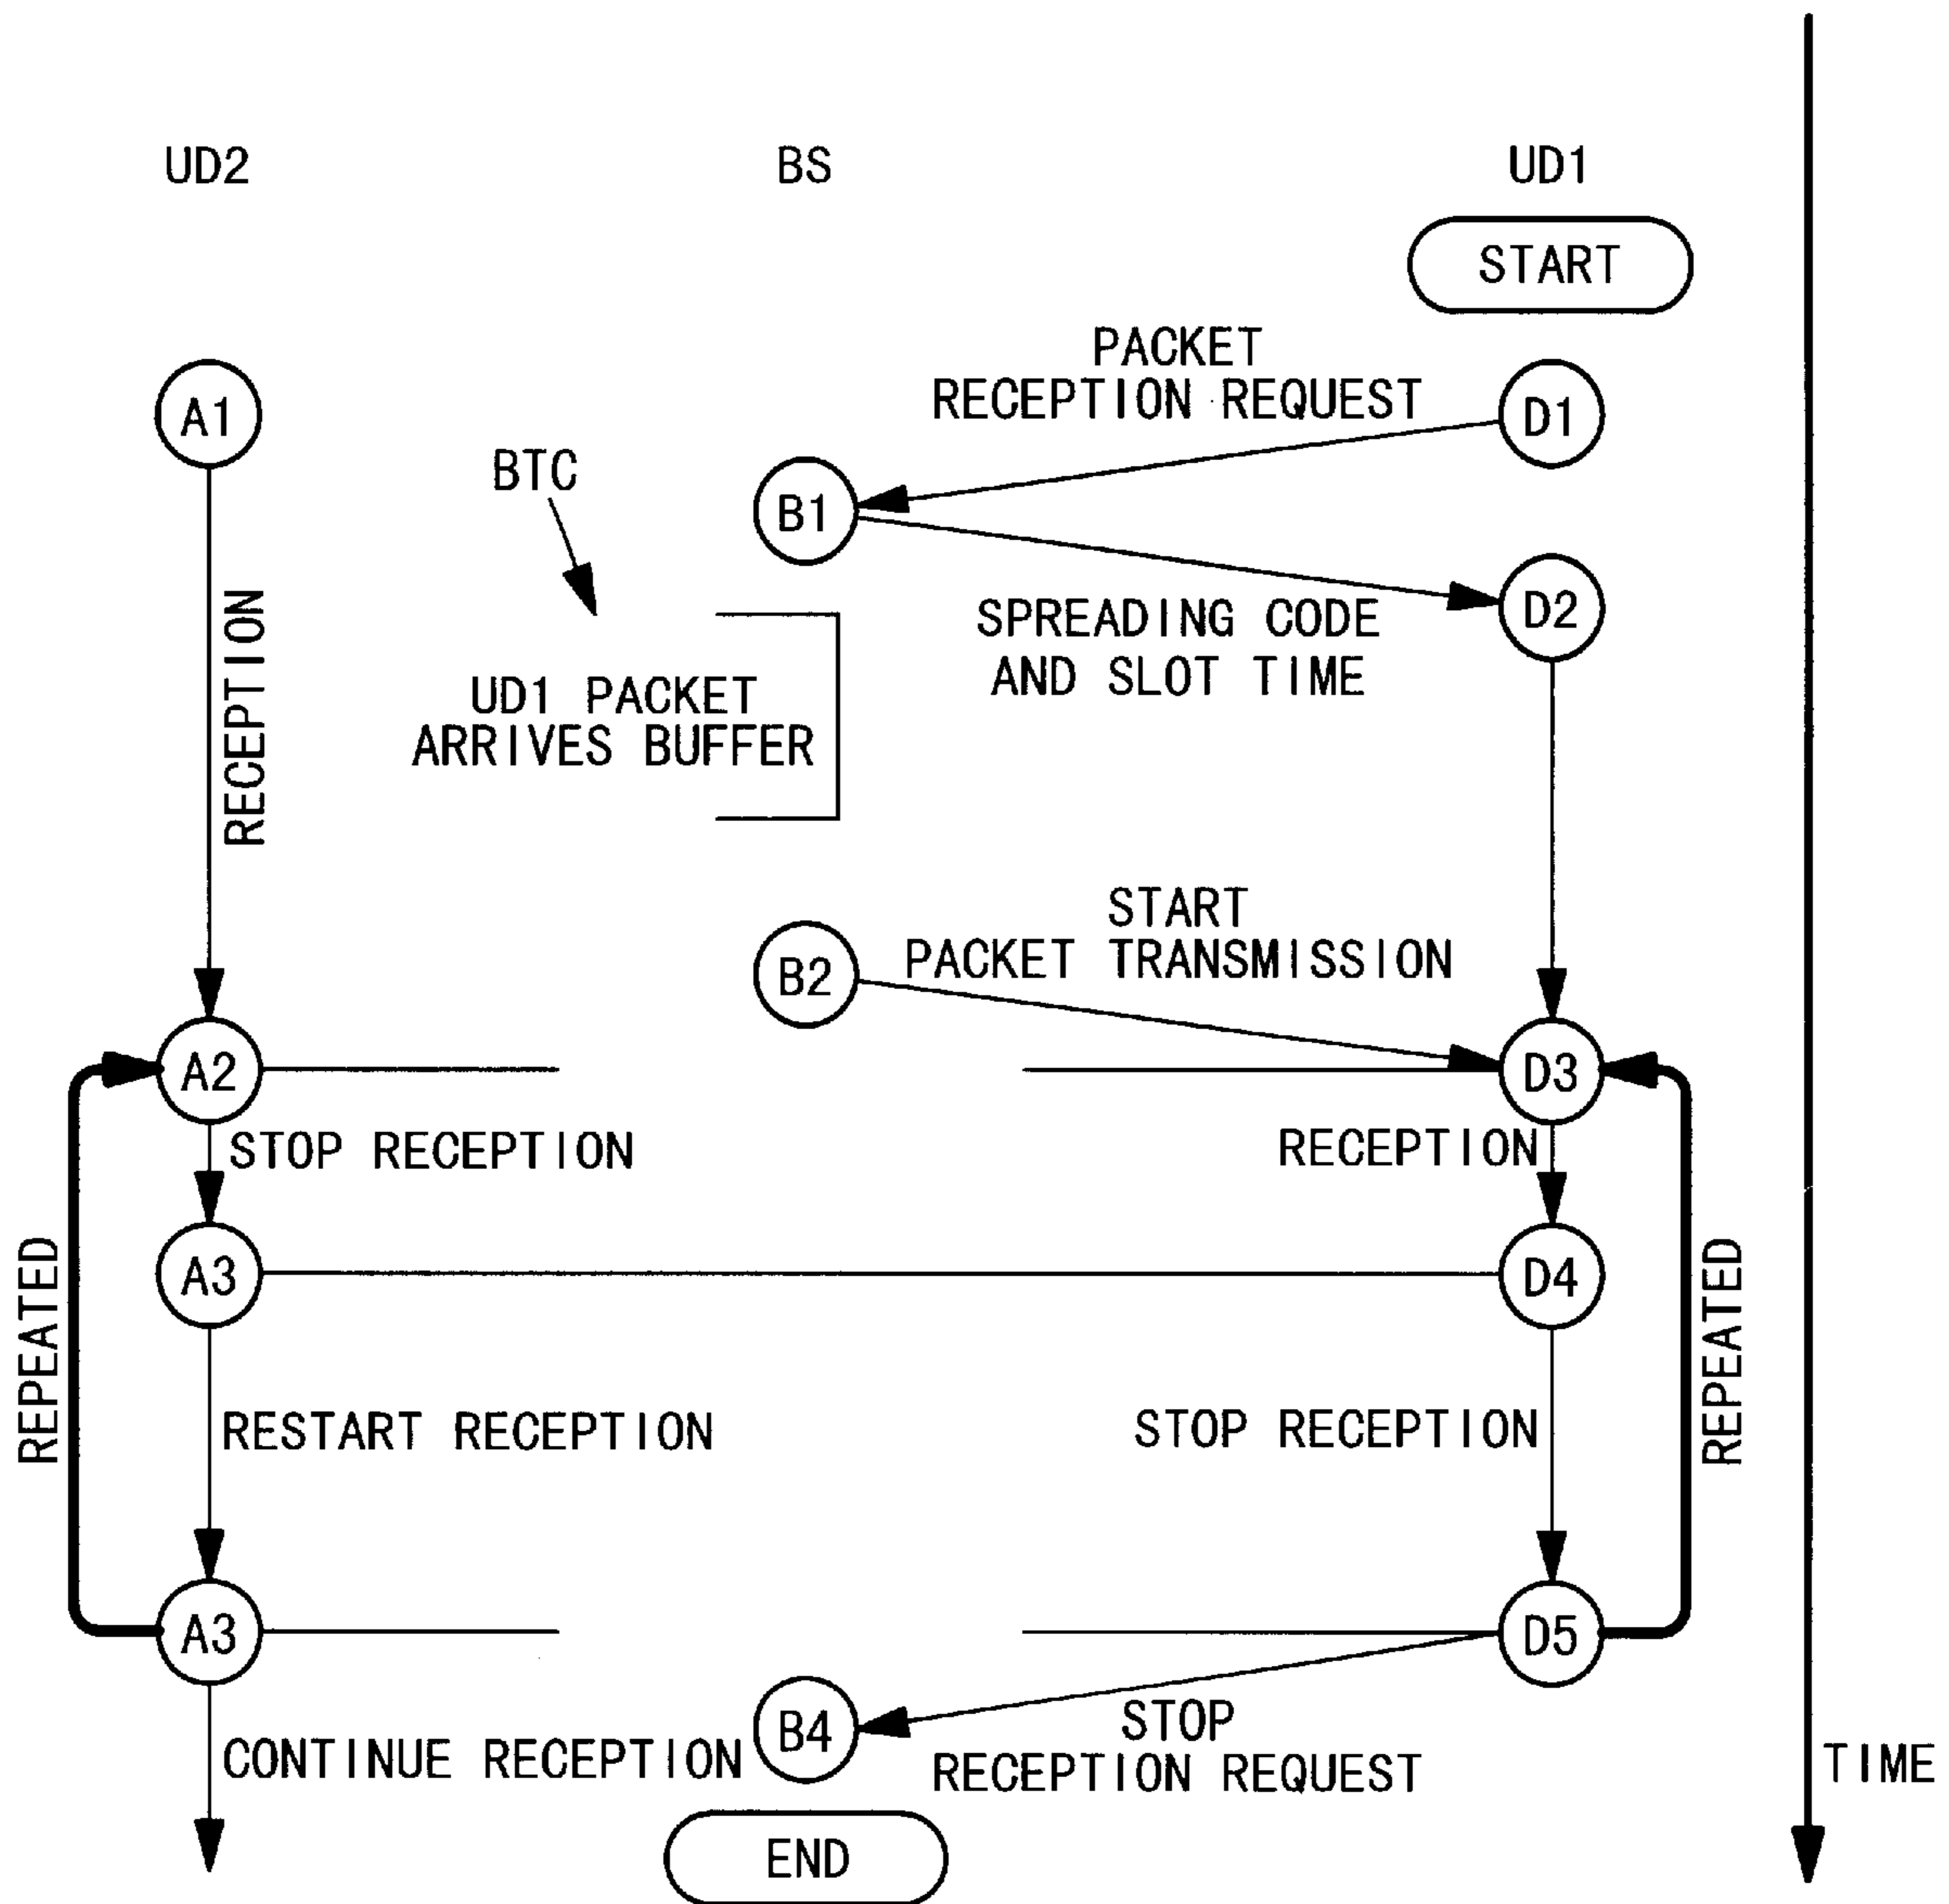 UD2
BS
UD1
START
PACKET
RECEPTION REQUEST
A1
D1
BTC
B1
D2
SPREADING CODE
AND SLOT TIME
RECEPTION
UD1 PACKET
ARRIVES BUFFER
START
PACKET TRANSMISSION
B2
A2
D3
STOP RECEPTION
RECEPTION
A3
D4
REPEATED
REPEATED
RESTART RECEPTION
STOP RECEPTION
A3
D5
B4
STOP
RECEPTION REQUEST
CONTINUE RECEPTION
TIME
END